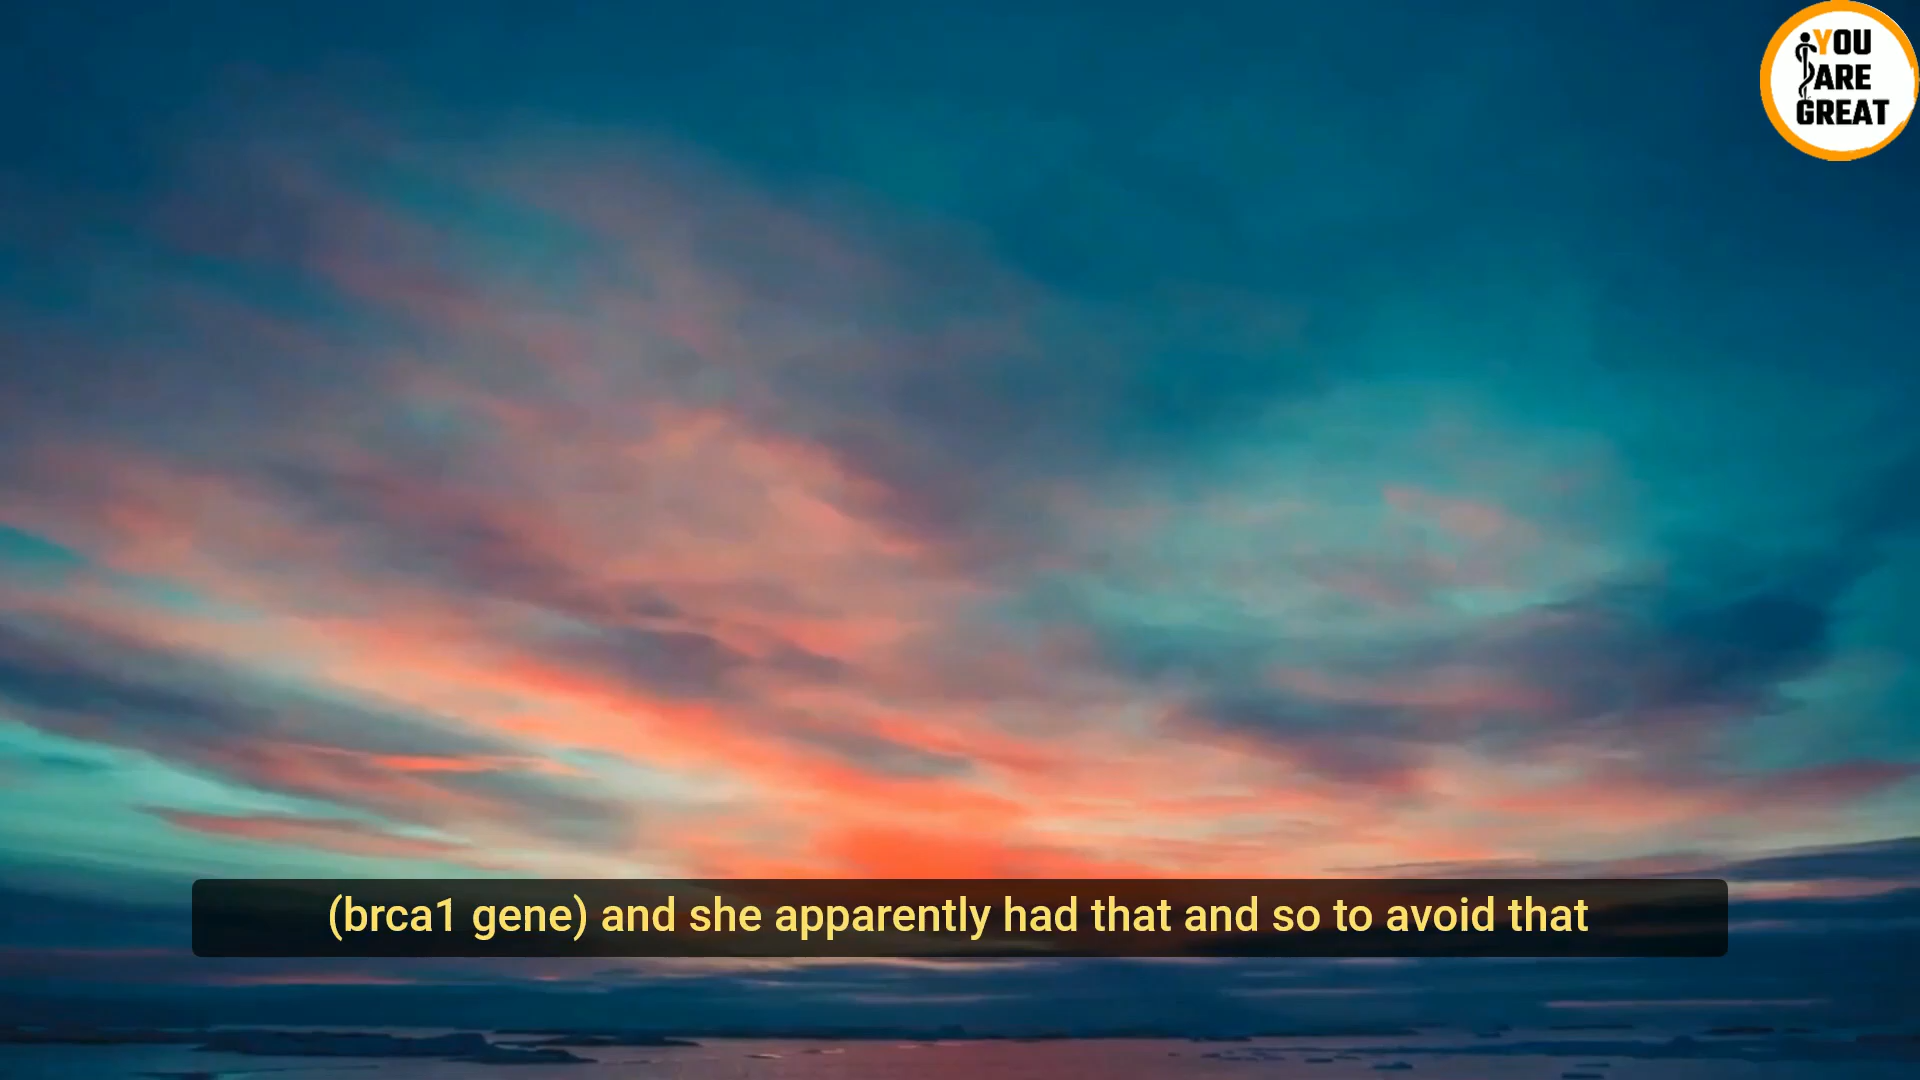 YOU
ARE
GREAT
(brca1 gene) and she apparently had that and so to avoid that